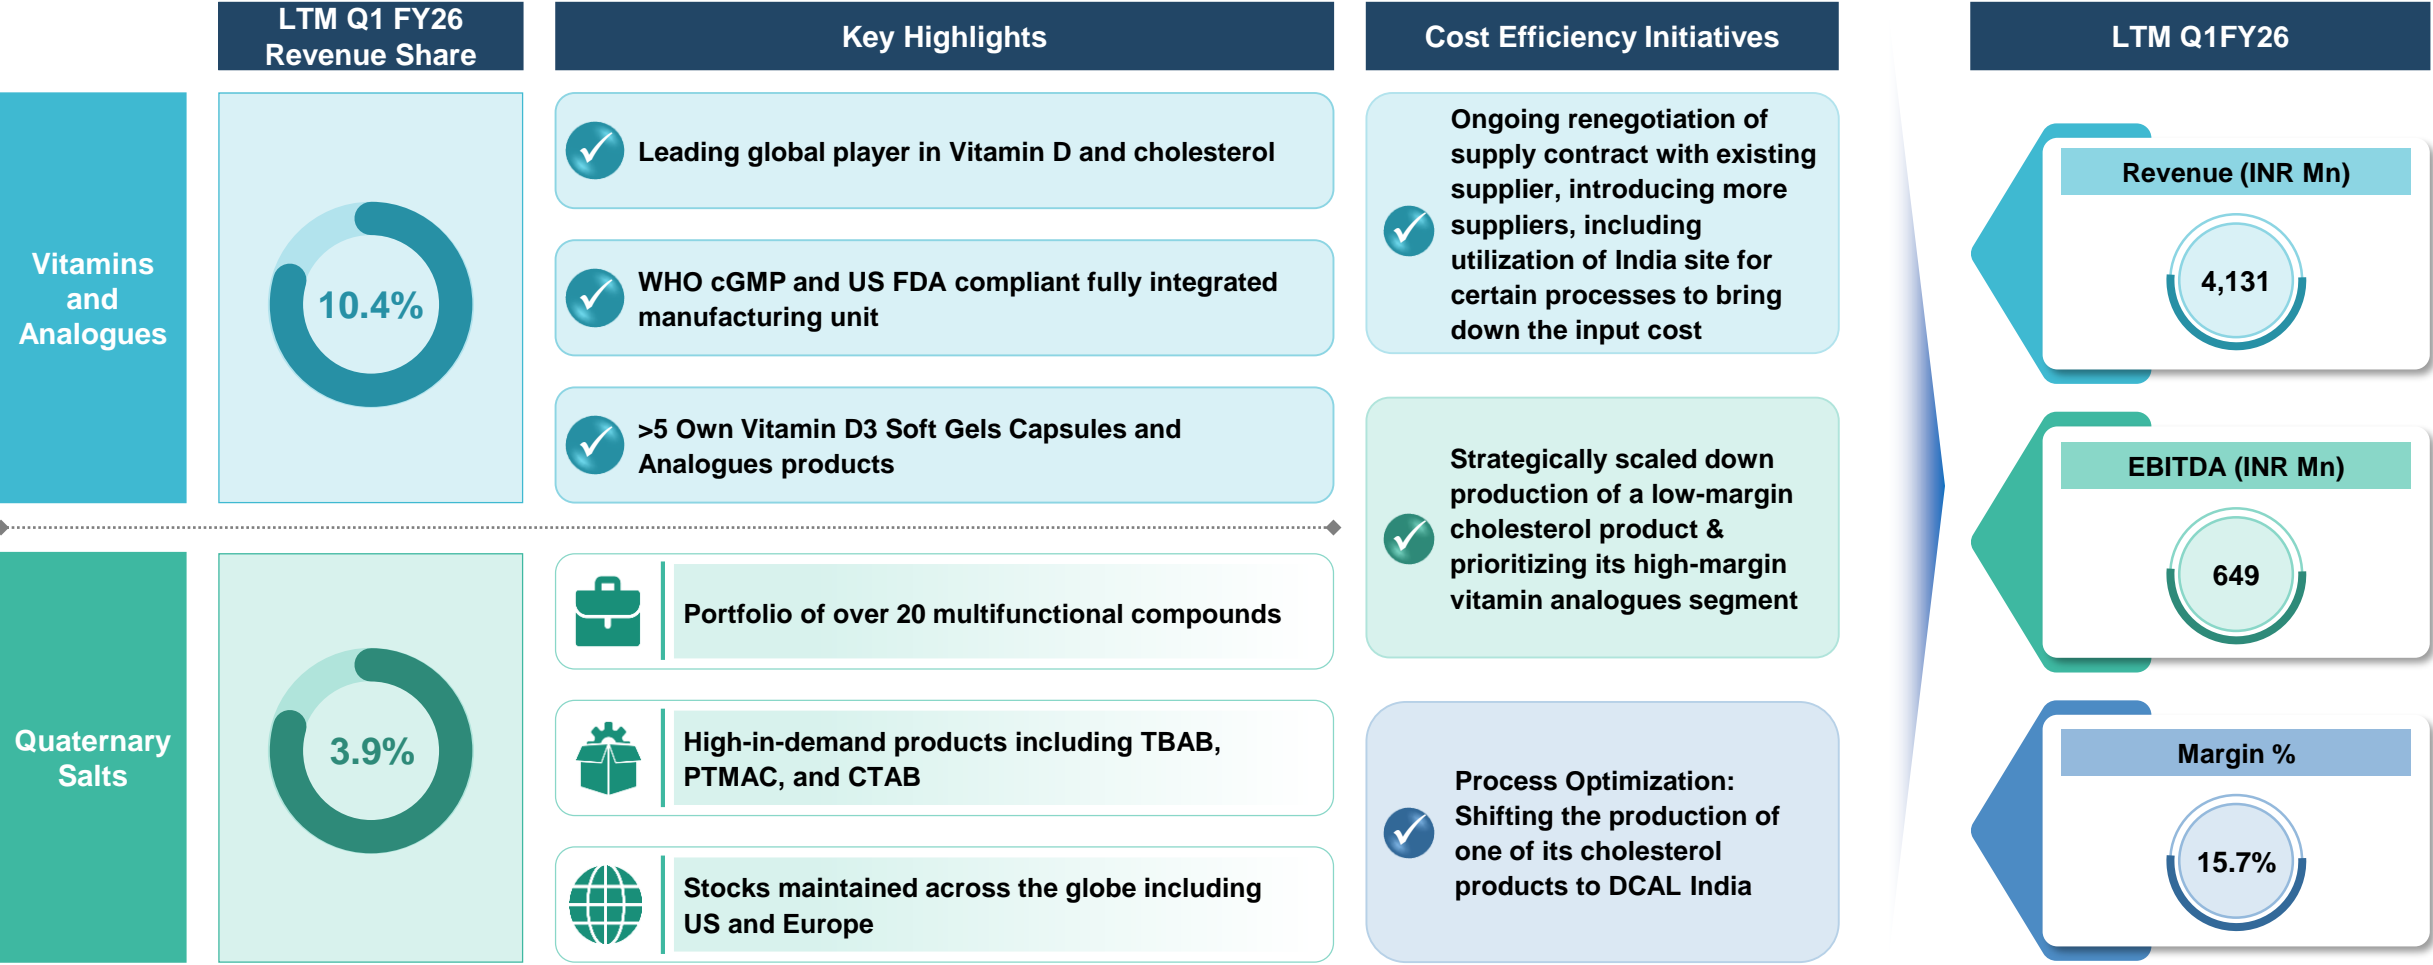 LTM Q1 FY26
Revenue Share
Key Highlights
Cost Efficiency Initiatives
LTM Q1FY26
Vitamins
and
Analogues
10.4%
Leading global player in Vitamin D and cholesterol
WHO cGMP and US FDA compliant fully integrated
manufacturing unit
>5 Own Vitamin D3 Soft Gels Capsules and
Analogues products
Quaternary
Salts
3.9%
Portfolio of over 20 multifunctional compounds
High-in-demand products including TBAB,
PTMAC, and CTAB
Stocks maintained across the globe including
US and Europe
Ongoing renegotiation of
supply contract with existing
supplier, introducing more
suppliers, including
utilization of India site for
certain processes to bring
down the input cost
Strategically scaled down
production of a low-margin
cholesterol product &
prioritizing its high-margin
vitamin analogues segment
Process Optimization:
Shifting the production of
one of its cholesterol
products to DCAL India
Revenue (INR Mn)
4,131
EBITDA (INR Mn)
649
Margin %
15.7%